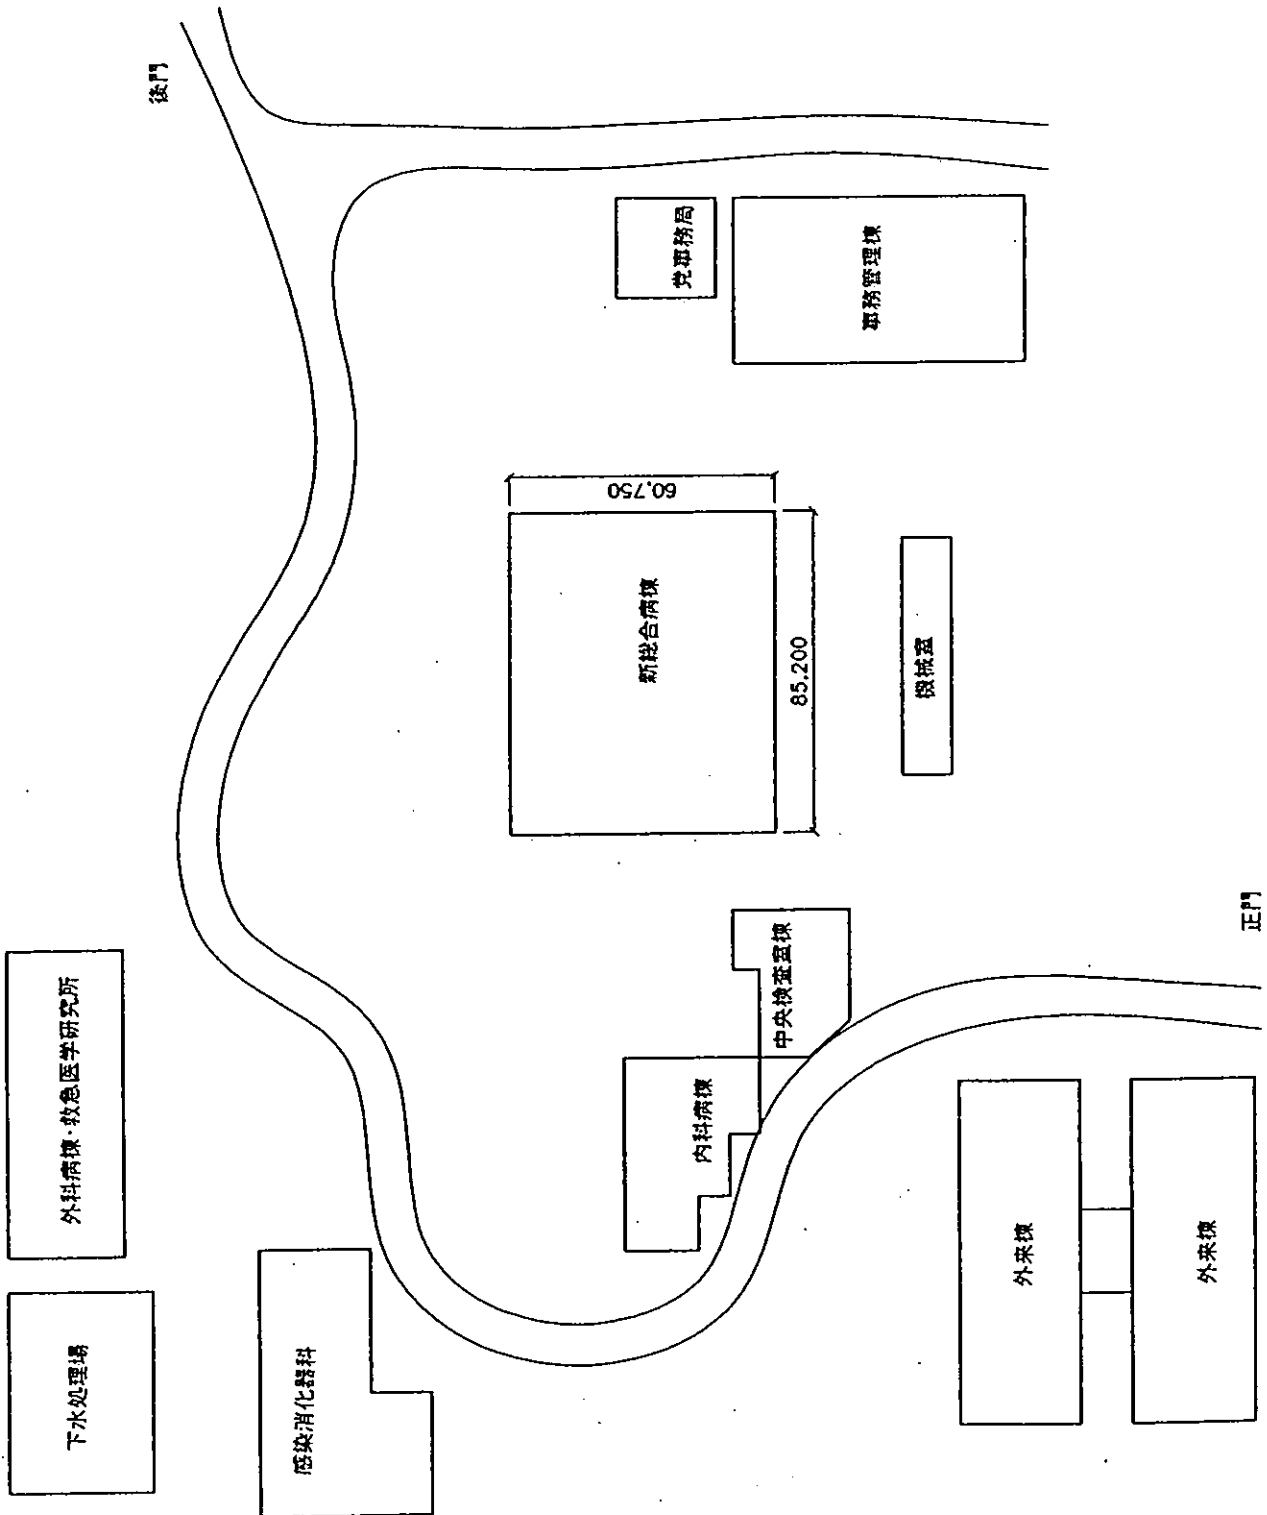 後門
党事務局
事務管理棟
60,750
新総合病棟
85,200
機械室
外科病棟・救急医学研究所
下水処理場
感染消化器科
内科病棟
中央検査室棟
正門
外来棟
外来棟